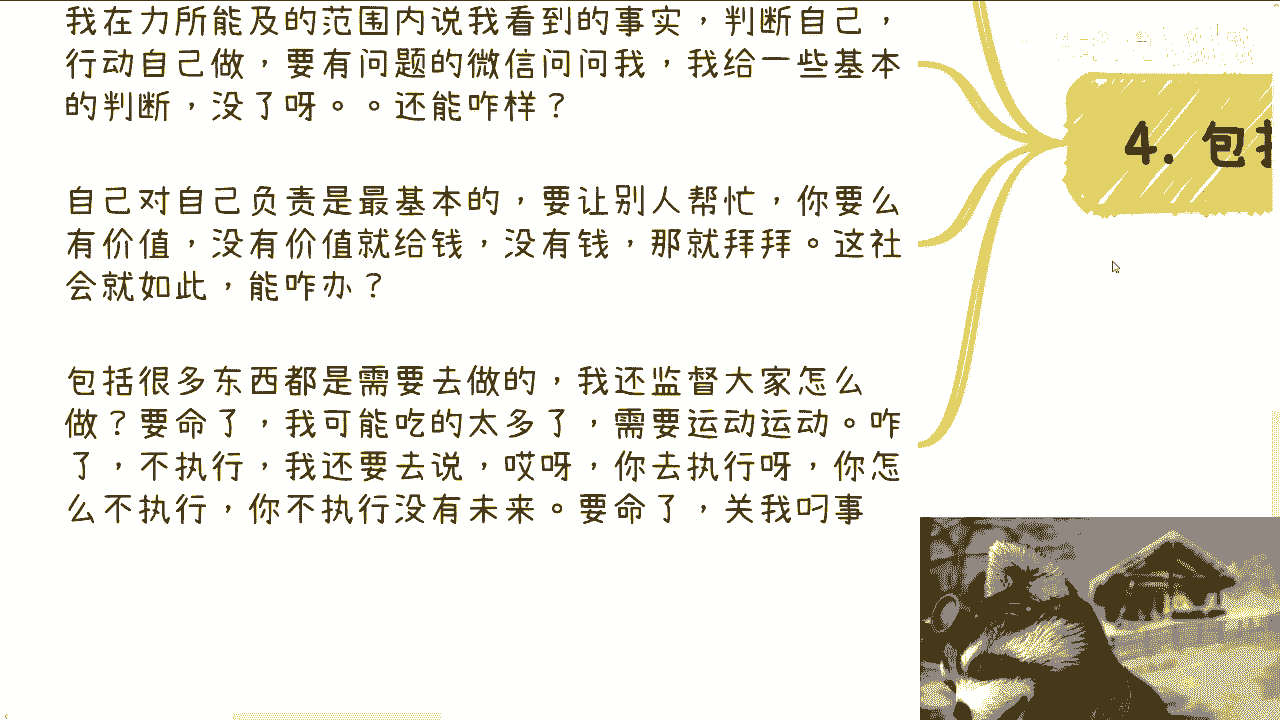 我在力所能及的范围内说我看到的事实，判断自己，
行动自己做，要有问题的微信问问我，我给一些基本
的判断，没了呀。。还能咋样？
自己对自己负责是最基本的，要让别人帮忙，你要么
有价值，没有价值就给钱，没有钱，那就拜拜。这社
会就如此，能咋办？
包括很多东西都是需要去做的，我还监督大家怎么
做？要命了，我可能吃的太多了，需要运动运动。咋
了，不执行，我还要去说，哎呀，你去执行呀，你怎
么不执行，你不执行没有未来。要命了，关我叼事
4. 包